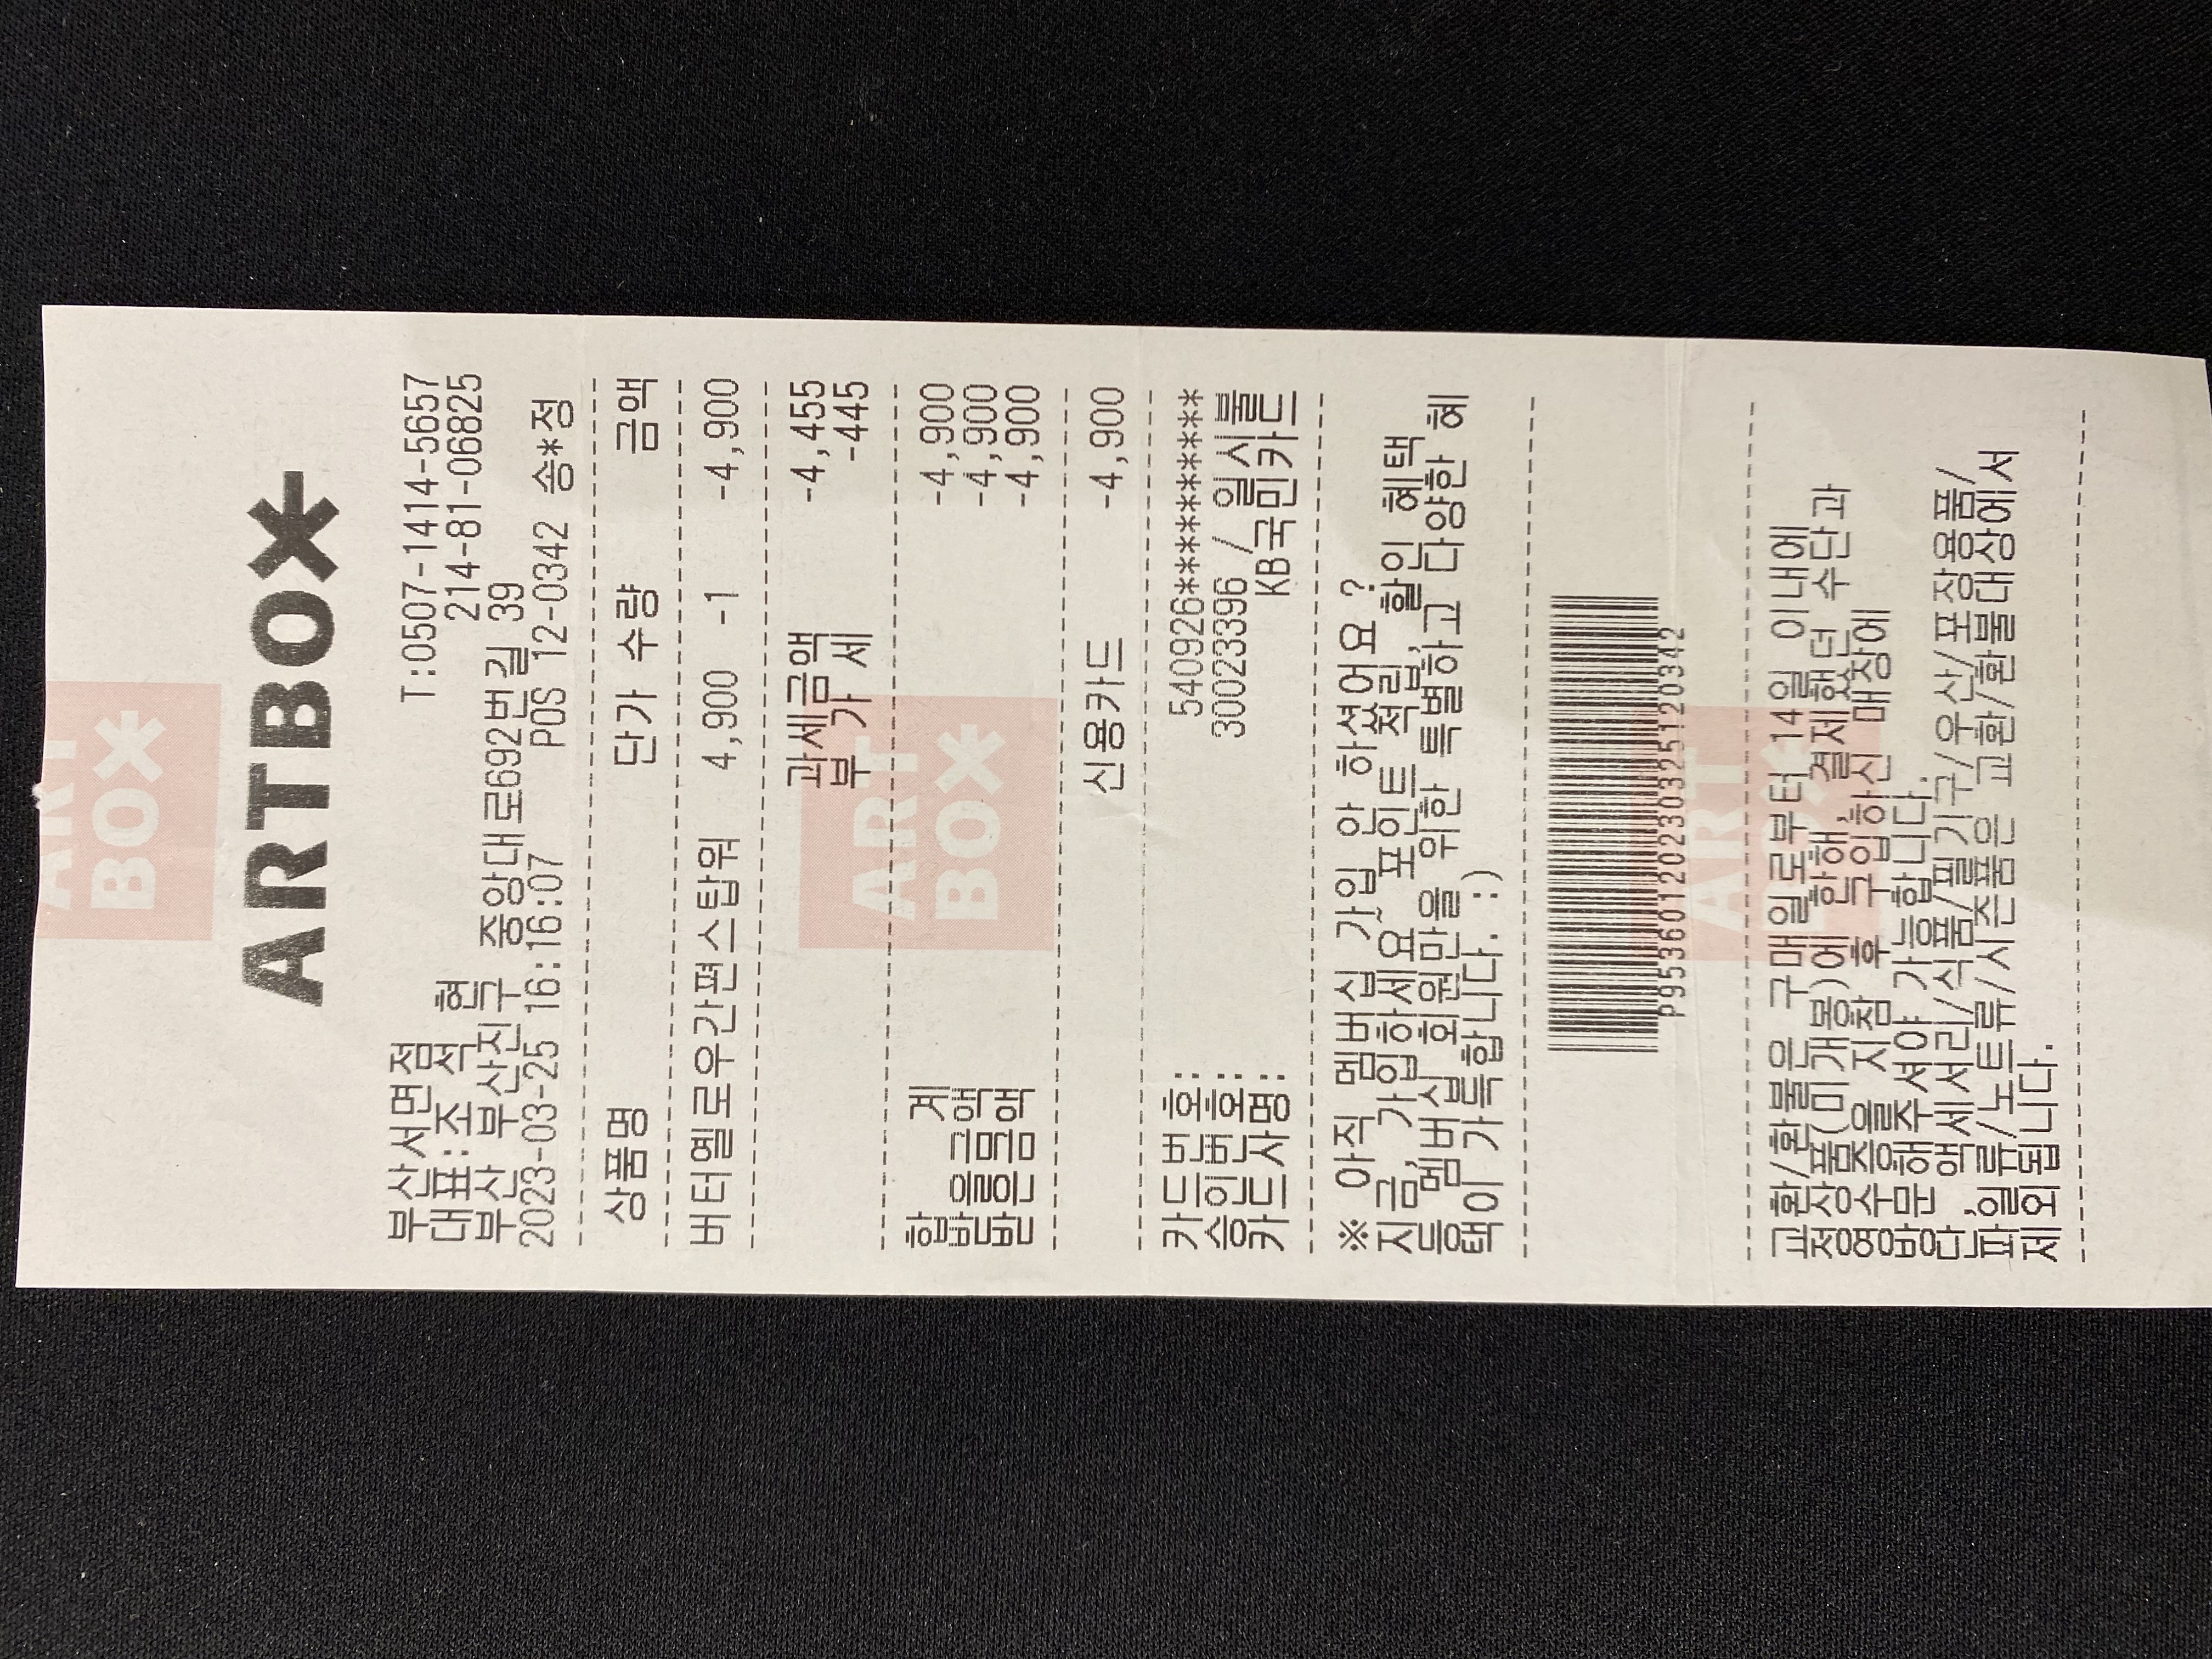 ART
BOX
ARTBOX
부산서면점 T:0507-1414-5657
대표:조 석 현 214-81-06825
부산 부산진구 중앙대로692번길 39
2023-03-25 16:16:07 POS 12-0342 송*정
상품명 단가 수량 금액
버터옐로우간편스탑워 4,900 -1 -4,900
과세금액 -4,455
부 가 세 -445
ART
BOX
합 계 -4,900
받을금액 -4,900
받은금액 -4,900
신용카드 -4,900
카드번호: 540926**********
승인번호: 30023396 / 일시불
카드사명: KB국민카드
※ 아직 멤버십 가입 안 하셨어요 ?
지금, 가입하세요~ 포인트 적립, 할인 혜택
등 멤버십 회원만을 위한 특별하고 다양한 혜
택이 가득합니다. :)
P95360120230325120342
ART
BOX
교환/환불은 구매일로부터 14일 이내에
정상품(미개봉)에 한해, 결제했던 수단과
영수증을 지참 후 구입하신 매장에
방문해주셔야 가능합니다.
단, 액세서리/식품/필기구/우산/포장용품/
파일류/노트류/시즌품은 교환/환불대상에서
제외됩니다.